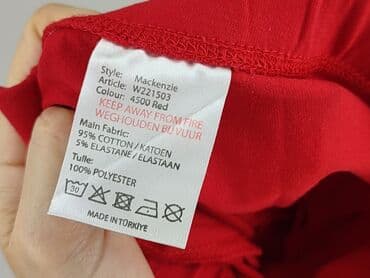 Style: Mackenzie
Article: W221503
Colour: 4500 Red
KEEP AWAY FROM FIRE
WEGHOUDEN BIJ VUUR
Main Fabric:
95% COTTON / KATOEN
5% ELASTANE / ELASTAAN
Tulle:
100% POLYESTER
30
MADE IN TÜRKIYE